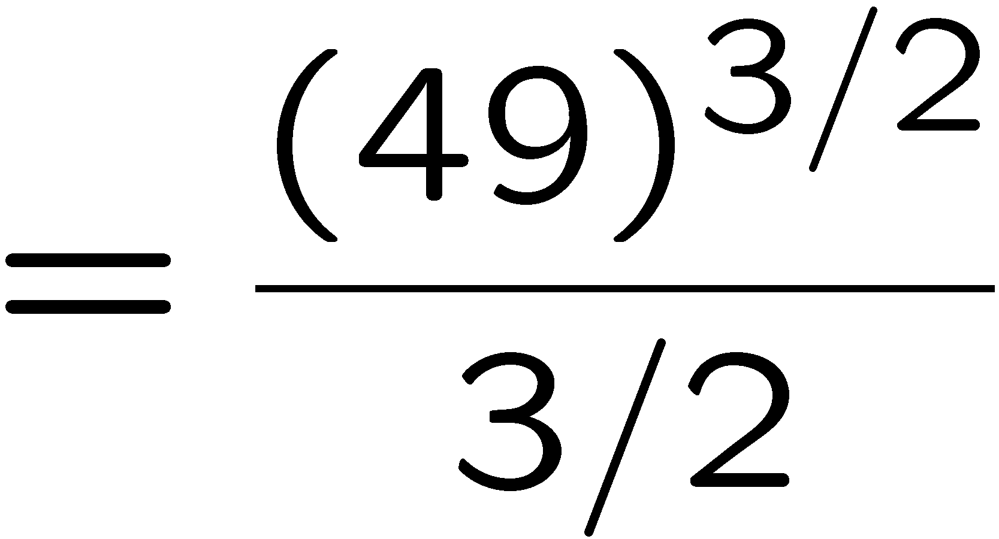 = (49)^{3/2}
3/2